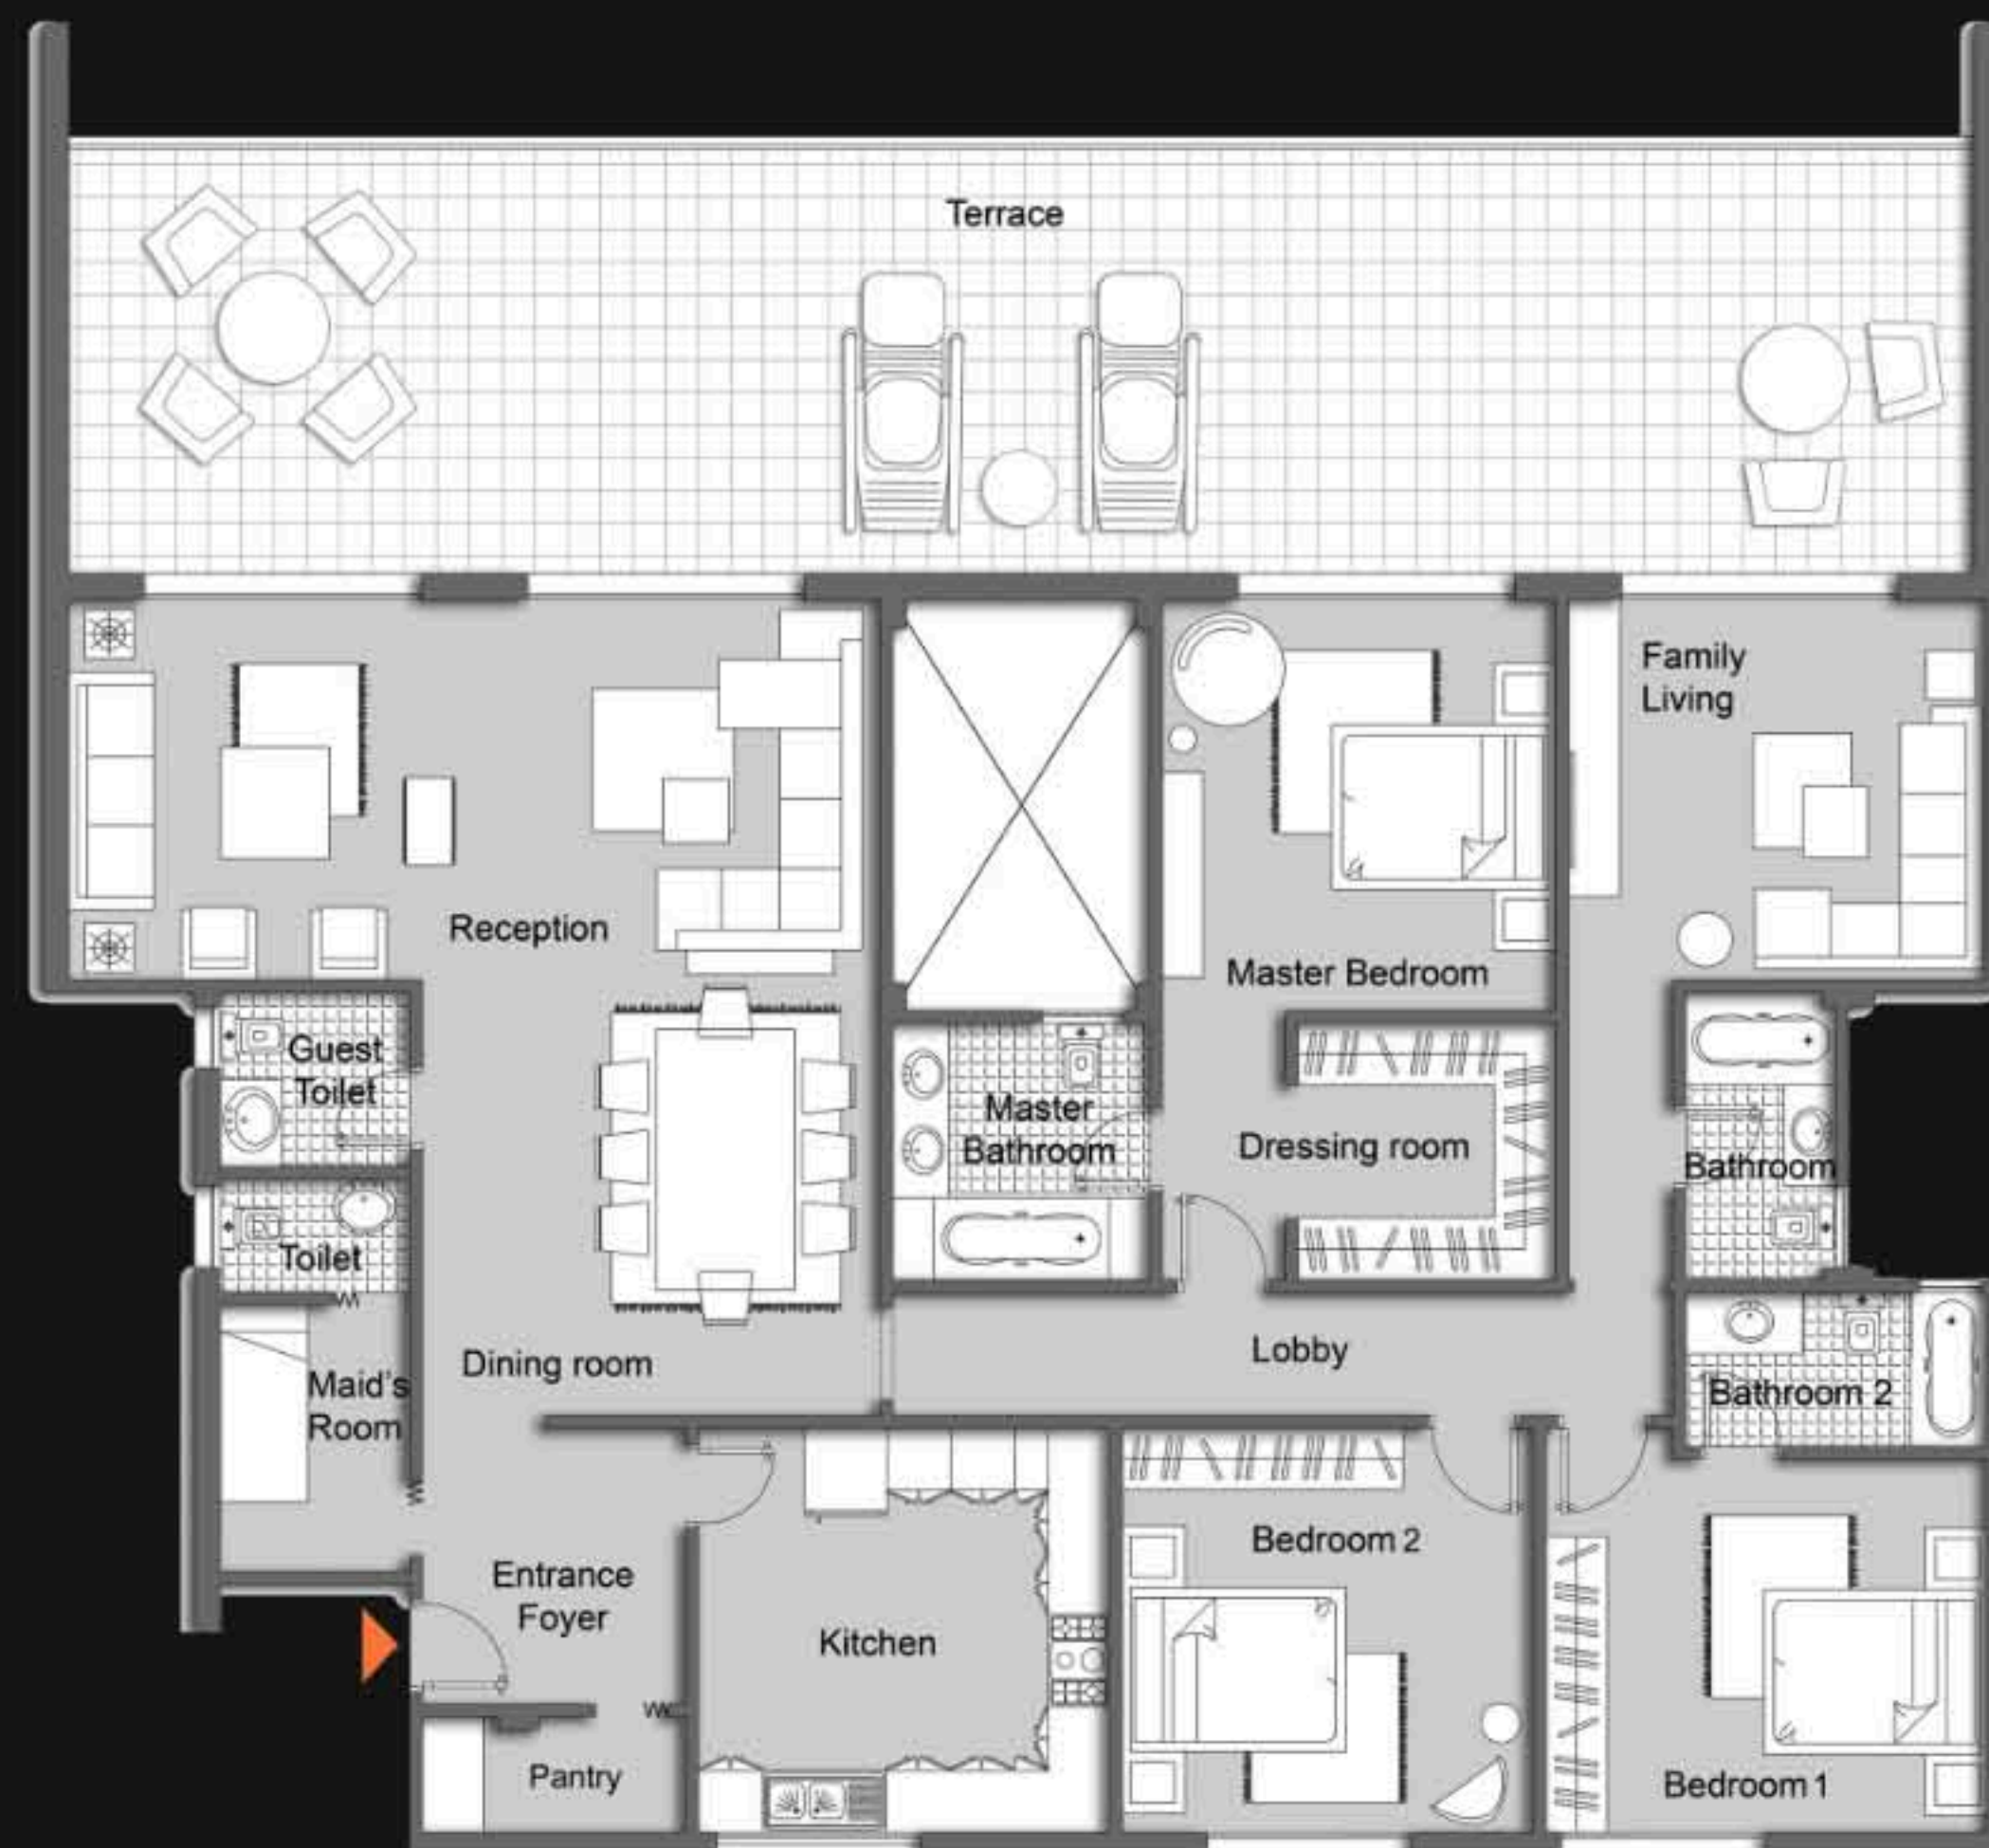 Terrace
Family
Living
Reception
Master Bedroom
Guest
Toilet
Master
Bathroom
Dressing room
Bathroom
Toilet
Dining room
Lobby
Maid's
Room
Bathroom 2
Entrance
Foyer
Kitchen
Bedroom 2
Pantry
Bedroom 1